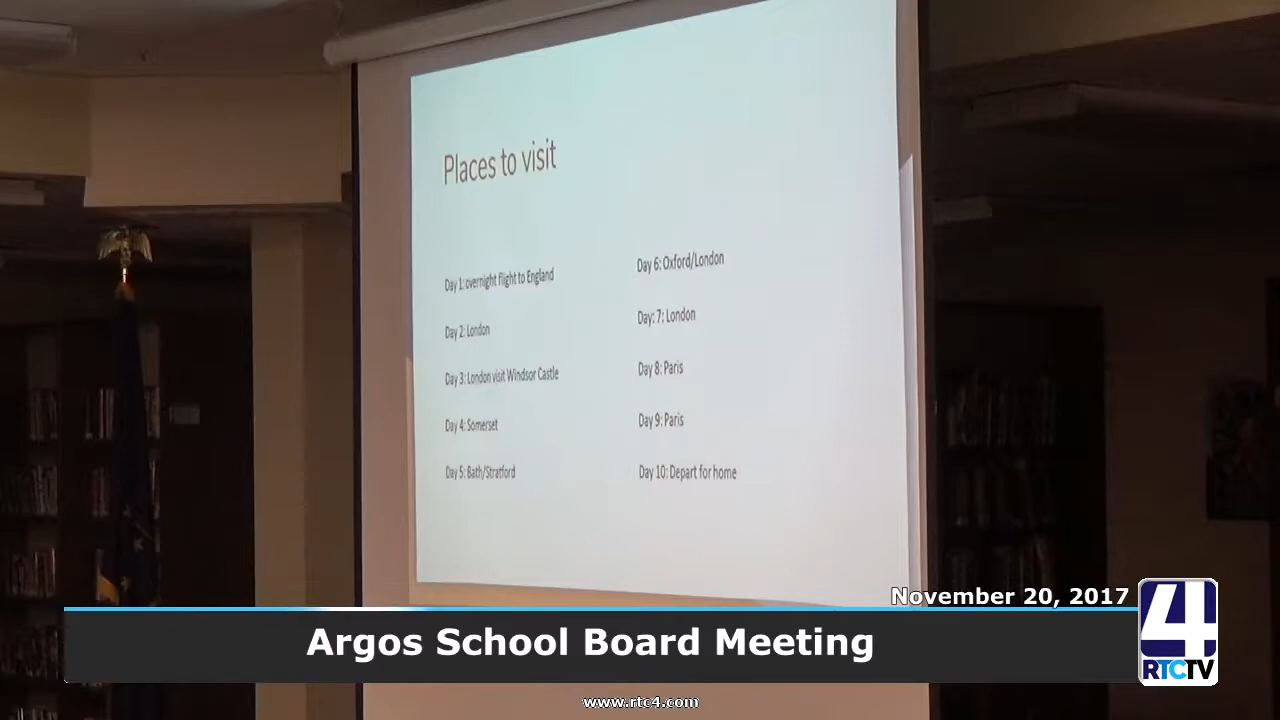 Places to visit
Day 1: overnight flight to England
Day 2: London
Day 3: London visit Windsor Castle
Day 4: Somerset
Day 5: Bath/Stratford
Day 6: Oxford/London
Day: 7: London
Day 8: Paris
Day 9: Paris
Day 10: Depart for home
November 20, 2017
Argos School Board Meeting
4
RTCTV
www.rtc4.com